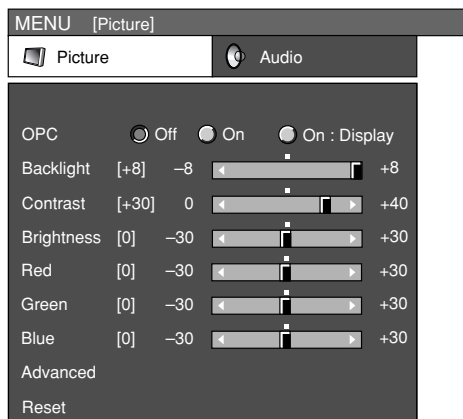 MENU [Picture]
Picture Audio
OPC Off On On : Display
Backlight [+8] –8 +8
Contrast [+30] 0 +40
Brightness [0] –30 +30
Red [0] –30 +30
Green [0] –30 +30
Blue [0] –30 +30
Advanced
Reset